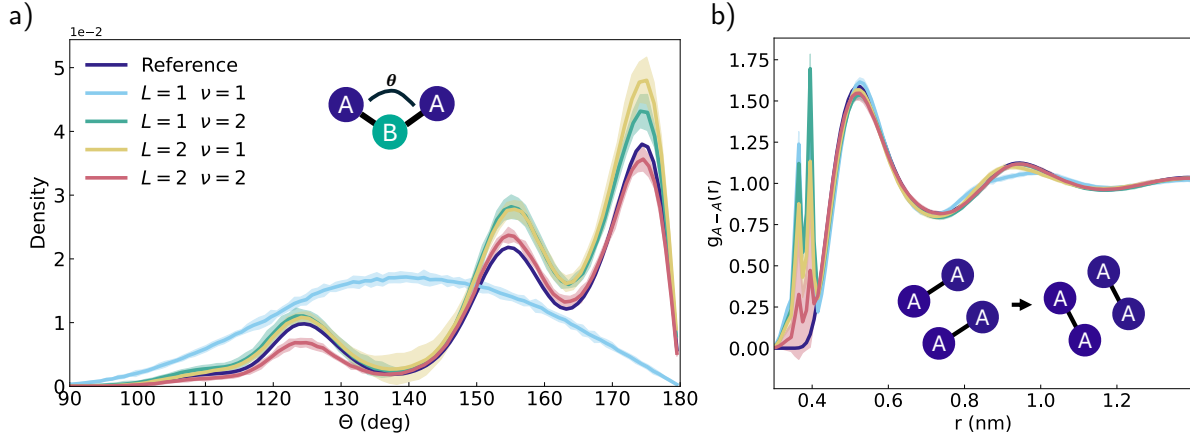 a)
1e−2
5
4
3
2
1
0
Density
Reference
L = 1 ν = 1
L = 1 ν = 2
L = 2 ν = 1
L = 2 ν = 2
θ
A
A
B
90 100 110 120 130 140 150 160 170 180
Θ (deg)
b)
1.75
1.50
1.25
1.00
0.75
0.50
0.25
0.00
gA−A(r)
A
A
A
A
A
A
A
A
0.4 0.6 0.8 1.0 1.2
r (nm)